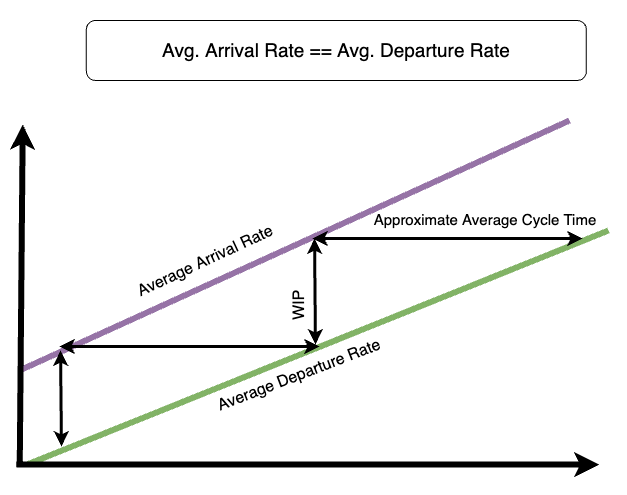 Avg. Arrival Rate == Avg. Departure Rate
Approximate Average Cycle Time
Average Arrival Rate
WIP
Average Departure Rate